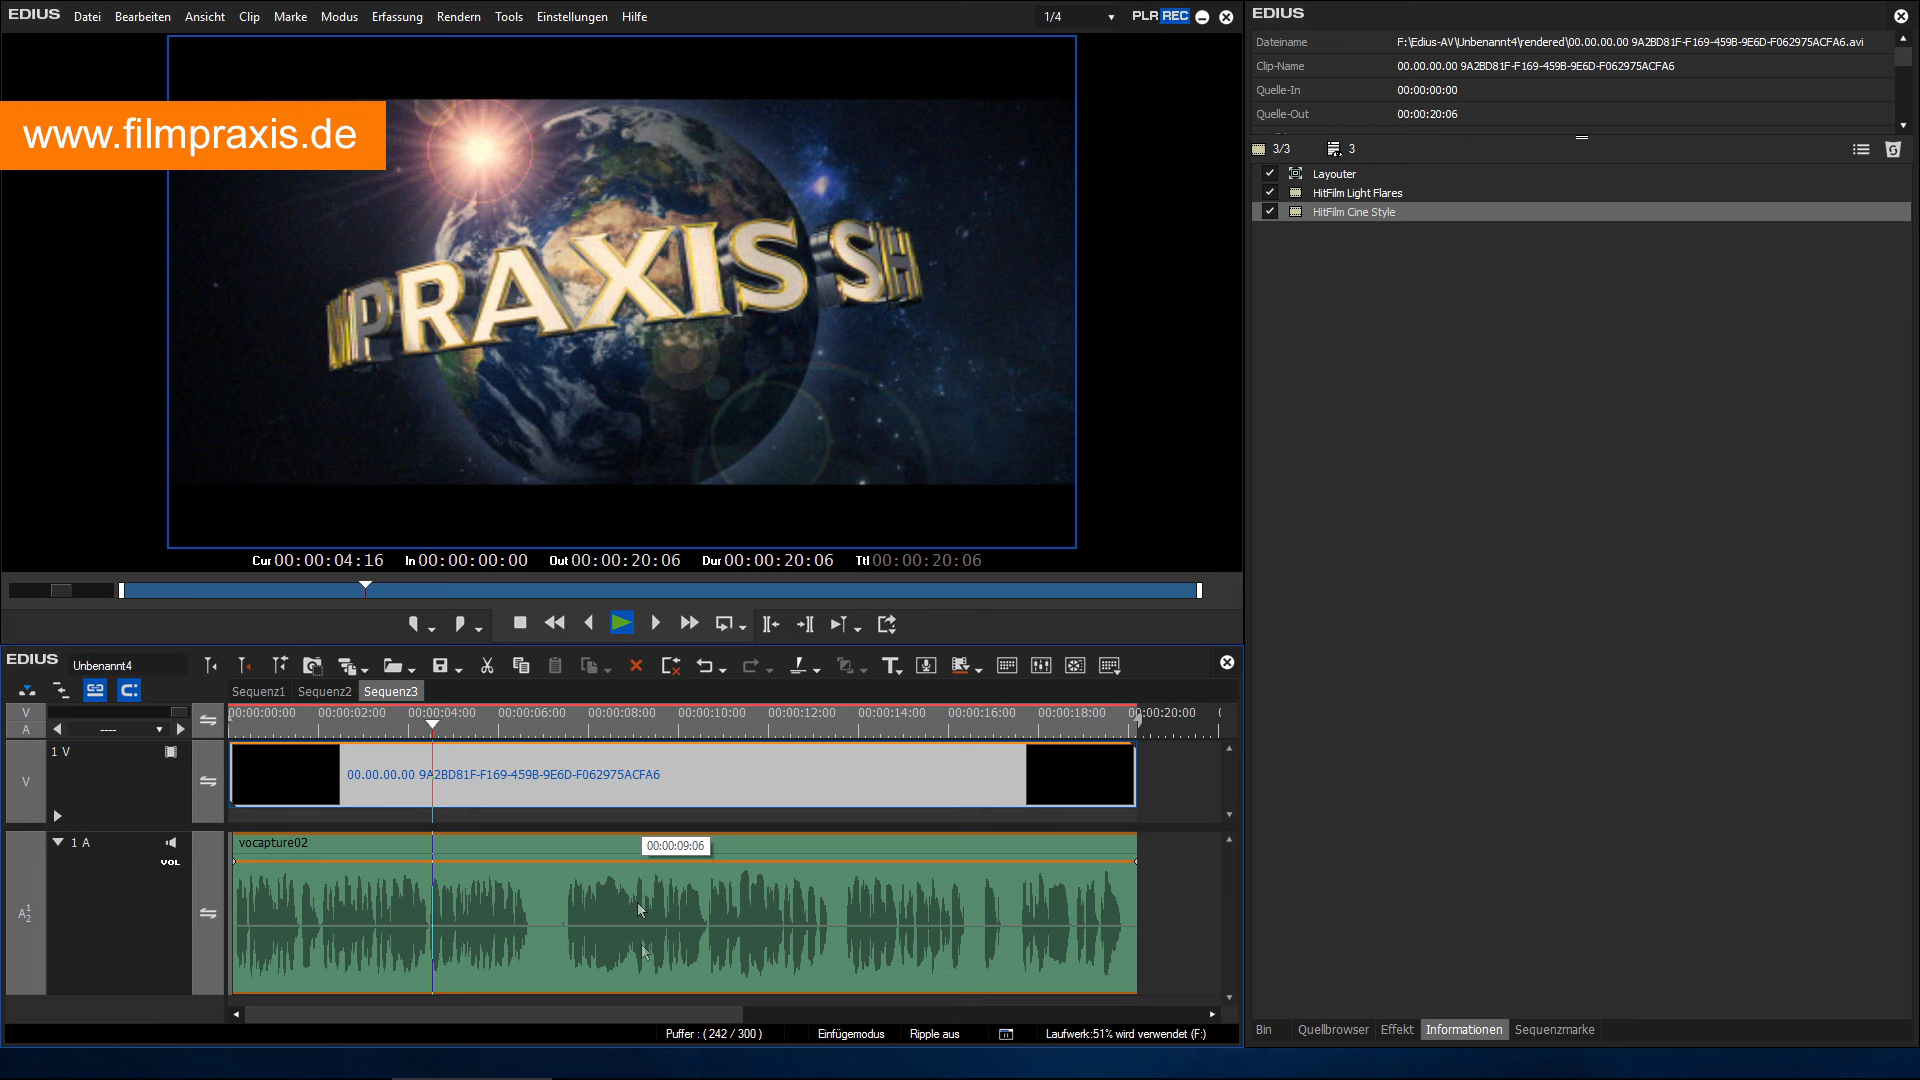 EDIUS Datei Bearbeiten Ansicht Clip Marke Modus Erfassung Rendern Tools Einstellungen Hilfe 1/4 PLR REC
www.filmpraxis.de
MPRAXIS SH
Cur 00:00:04:16 In 00:00:00:00 Out 00:00:20:06 Dur 00:00:20:06 Ttl 00:00:20:06
EDIUS
Dateiname F:\Edius-AV\Unbenannt4\rendered\00.00.00.00 9A2BD81F-F169-459B-9E6D-F062975ACFA6.avi
Clip-Name 00.00.00.00 9A2BD81F-F169-459B-9E6D-F062975ACFA6
Quelle-In 00:00:00:00
Quelle-Out 00:00:20:06
3/3 3
Layouter
HitFilm Light Flares
HitFilm Cine Style
EDIUS Unbenannt4
Sequenz1 Sequenz2 Sequenz3
V 00:00:00:00 00:00:02:00 00:00:04:00 00:00:06:00 00:00:08:00 00:00:10:00 00:00:12:00 00:00:14:00 00:00:16:00 00:00:18:00 00:00:20:00
A ----
1 V
V 00.00.00.00 9A2BD81F-F169-459B-9E6D-F062975ACFA6
1 A vocapture02 00:00:09:06
VOL
A 1 2
Puffer : ( 242 / 300 ) Einfügemodus Ripple aus Laufwerk:51% wird verwendet (F:)
Bin Quellbrowser Effekt Informationen Sequenzmarke